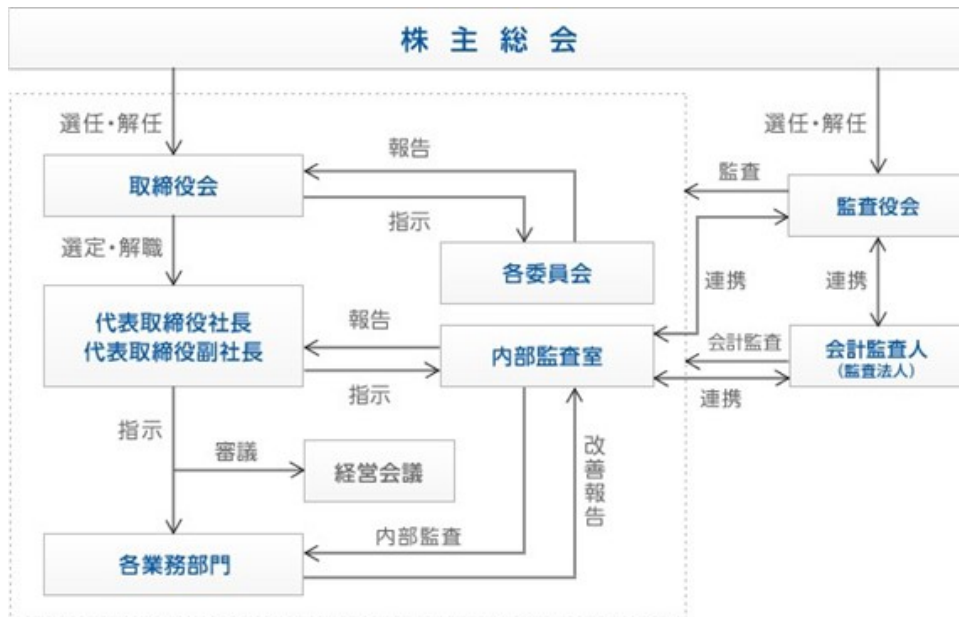 株主総会
選任・解任
選任・解任
報告
監査
取締役会
監査役会
指示
選定・解職
各委員会
連携
連携
代表取締役社長
代表取締役副社長
報告
内部監査室
会計監査
会計監査人
(監査法人)
指示
連携
指示
審議
経営会議
改善報告
内部監査
各業務部門